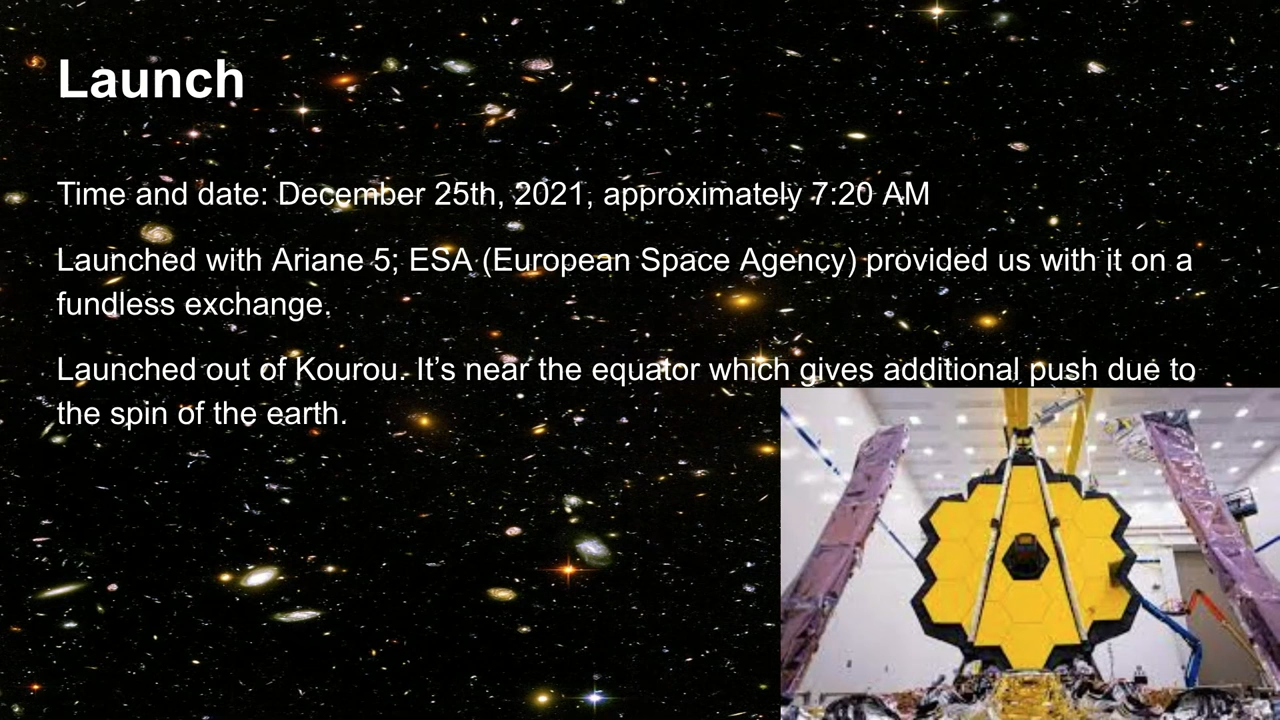 Launch
Time and date: December 25th, 2021, approximately 7:20 AM
Launched with Ariane 5; ESA (European Space Agency) provided us with it on a
fundless exchange.
Launched out of Kourou. It’s near the equator which gives additional push due to
the spin of the earth.